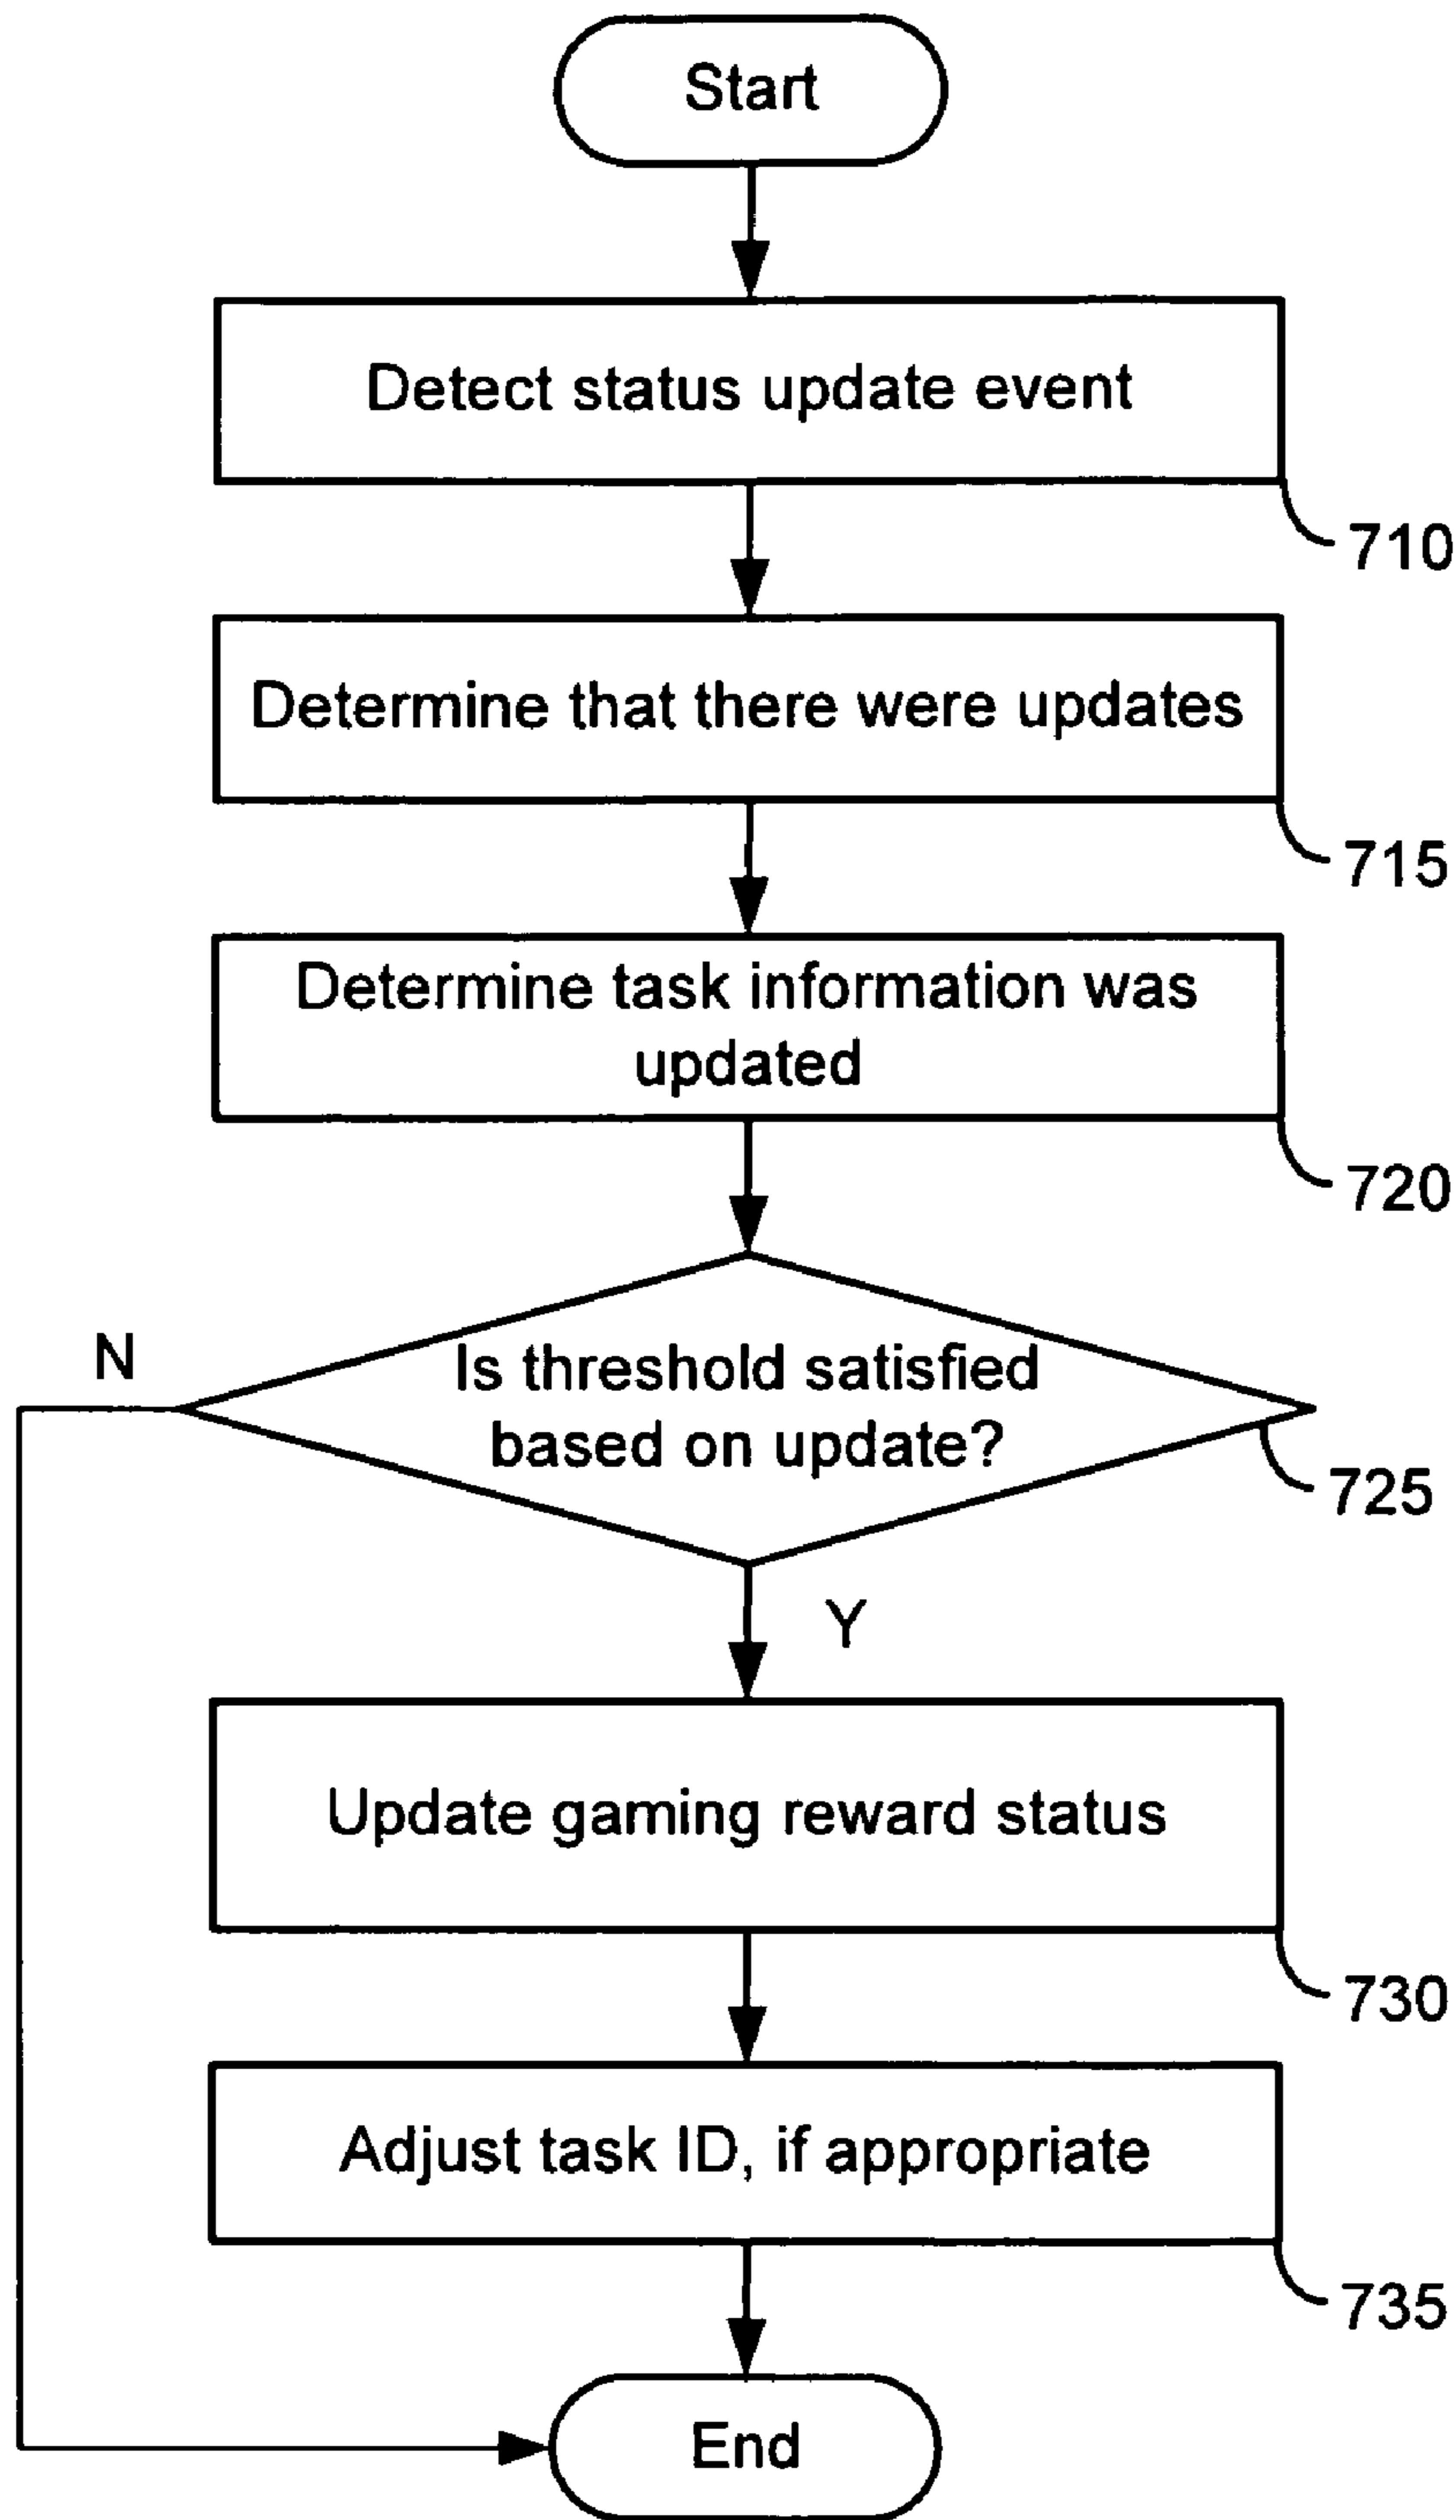 Start
Detect status update event
710
Determine that there were updates
715
Determine task information was
updated
720
N
Is threshold satisfied
based on update?
725
Y
Update gaming reward status
730
Adjust task ID, if appropriate
735
End